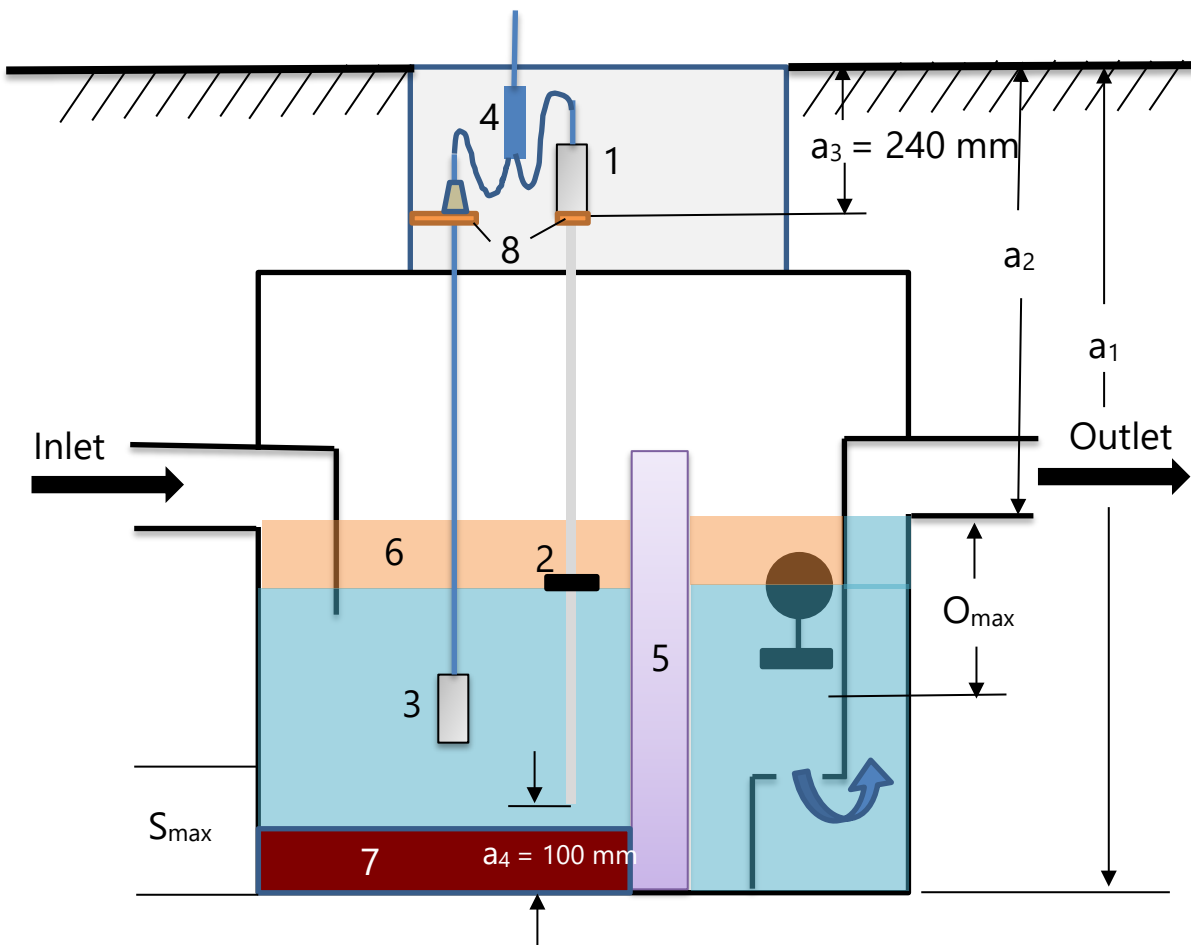 4
1
a₃ = 240 mm
8
a₂
a₁
Inlet
Outlet
6
2
Oₘₐₓ
5
3
Sₘₐₓ
7
a₄ = 100 mm